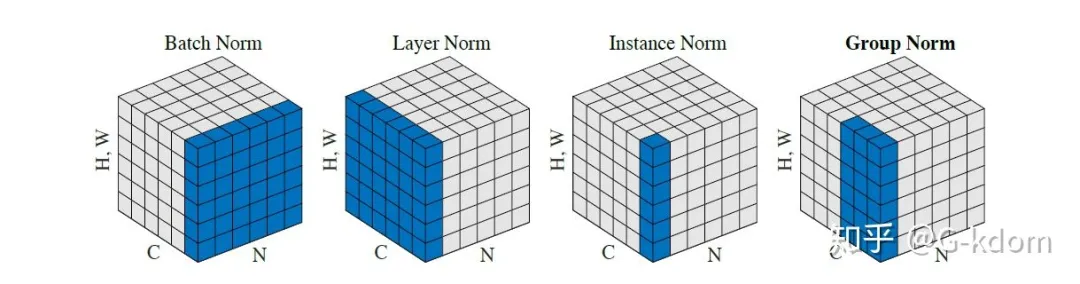 Batch Norm
Layer Norm
Instance Norm
Group Norm
H, W
C
N
H, W
C
N
H, W
C
N
H, W
C
N
知乎 @G-kdom